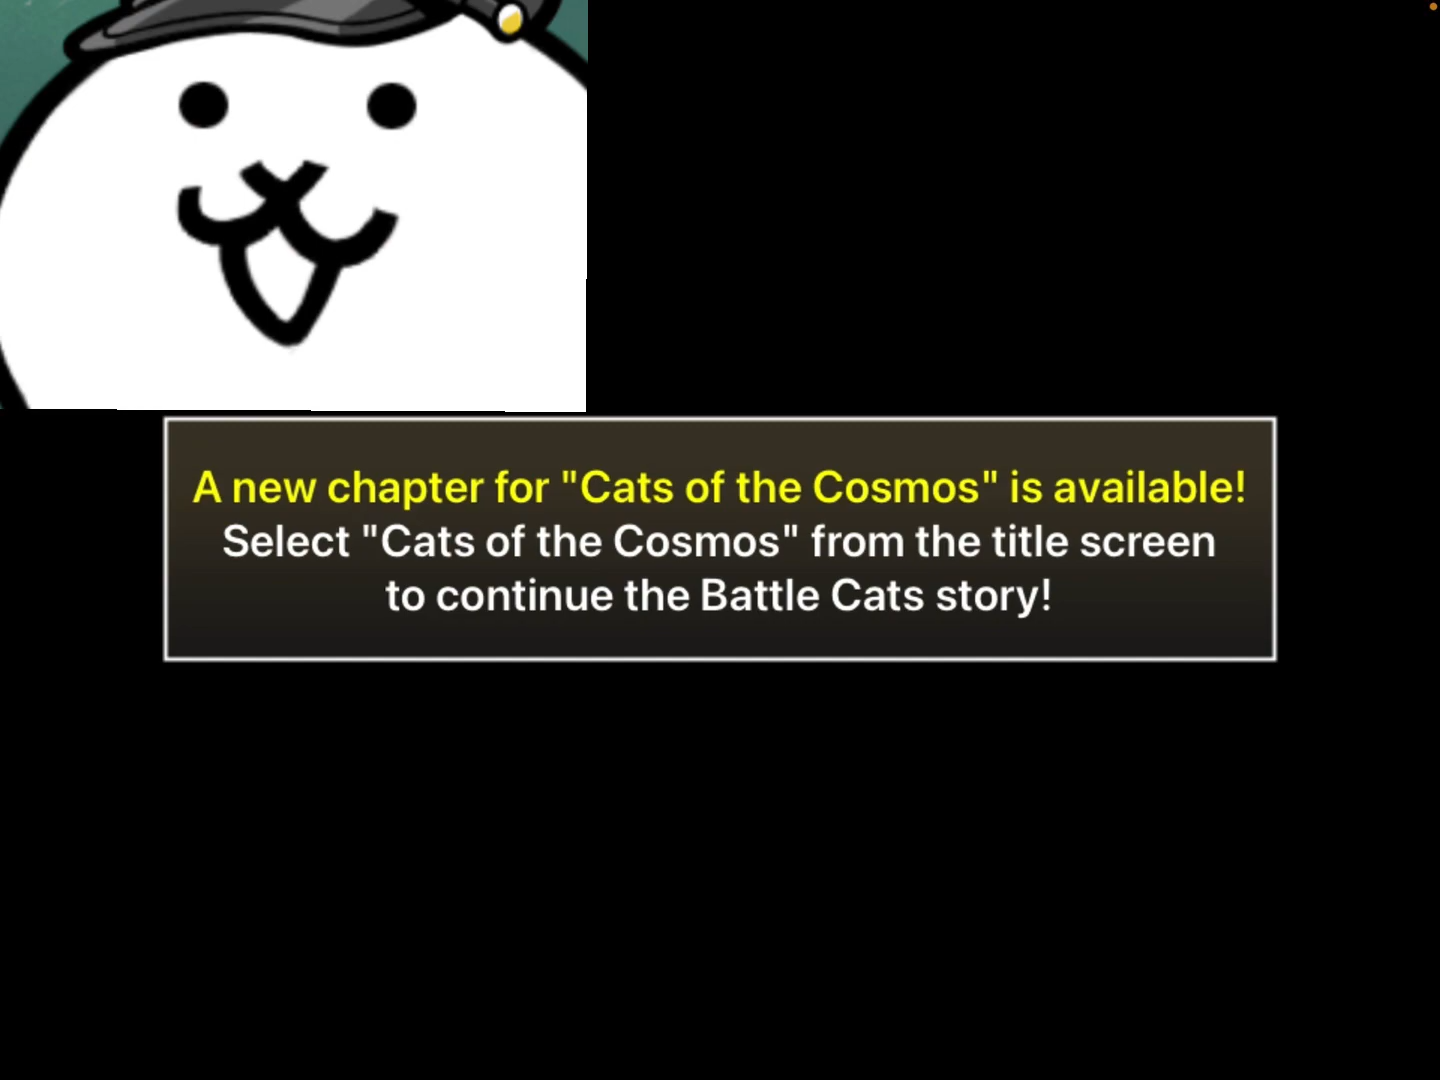 A new chapter for "Cats of the Cosmos" is available!
Select "Cats of the Cosmos" from the title screen
to continue the Battle Cats story!